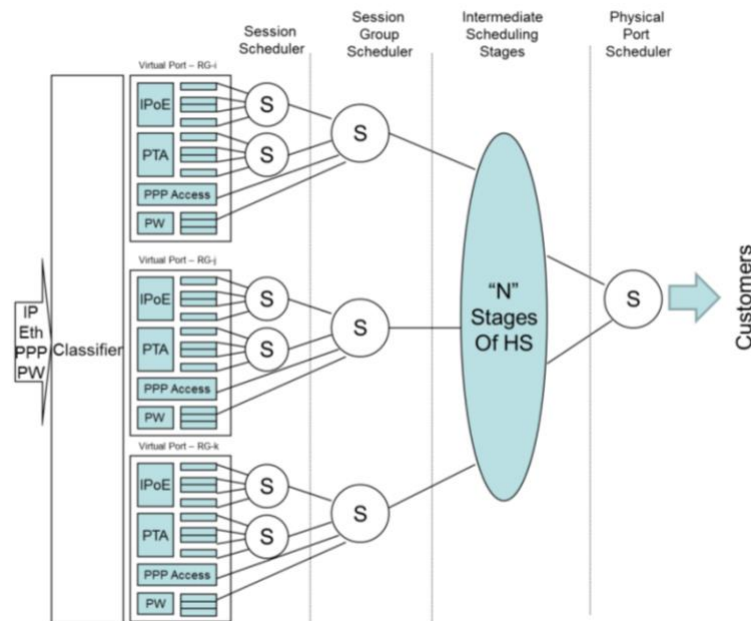 Session
Scheduler
Session
Group
Scheduler
Intermediate
Scheduling
Stages
Physical
Port
Scheduler
Virtual Port – RG-i
IPoE
S
S
PTA
S
PPP Access
PW
Virtual Port – RG-j
IPoE
S
PTA
S
S
PPP Access
PW
Virtual Port – RG-k
IPoE
S
PTA
S
S
PPP Access
PW
IP
Eth
PPP
PW
Classifier
"N"
Stages
Of HS
S
Customers